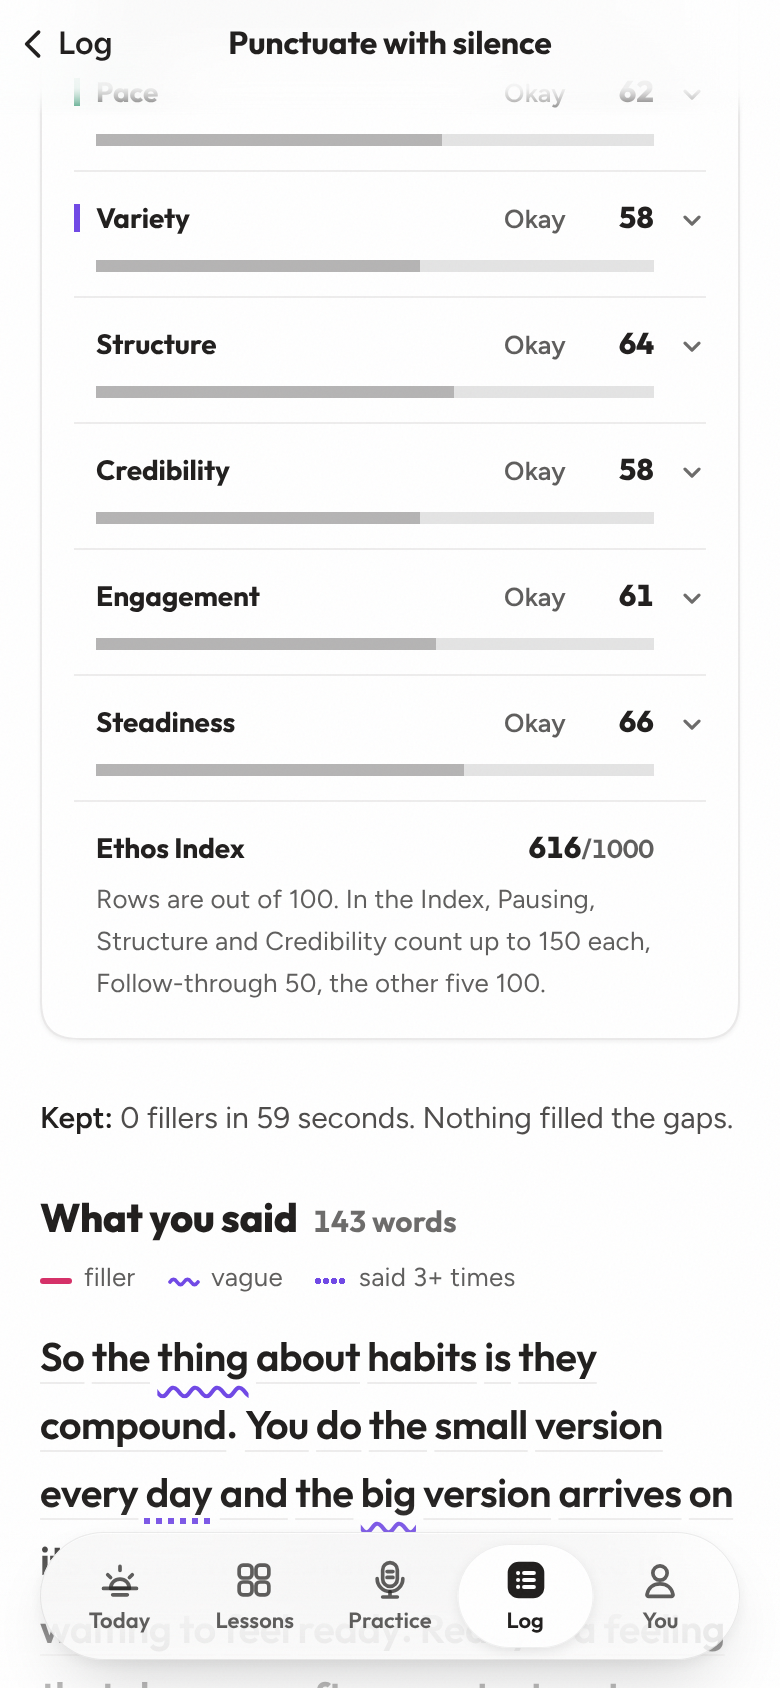 Log
Punctuate with silence
Pace Okay 62
Variety Okay 58
Structure Okay 64
Credibility Okay 58
Engagement Okay 61
Steadiness Okay 66
Ethos Index 616/1000
Rows are out of 100. In the Index, Pausing,
Structure and Credibility count up to 150 each,
Follow-through 50, the other five 100.
Kept: 0 fillers in 59 seconds. Nothing filled the gaps.
What you said 143 words
filler vague said 3+ times
So the thing about habits is they
compound. You do the small version
every day and the big version arrives on
waiting to feel ready. feeling
Today Lessons Practice Log You